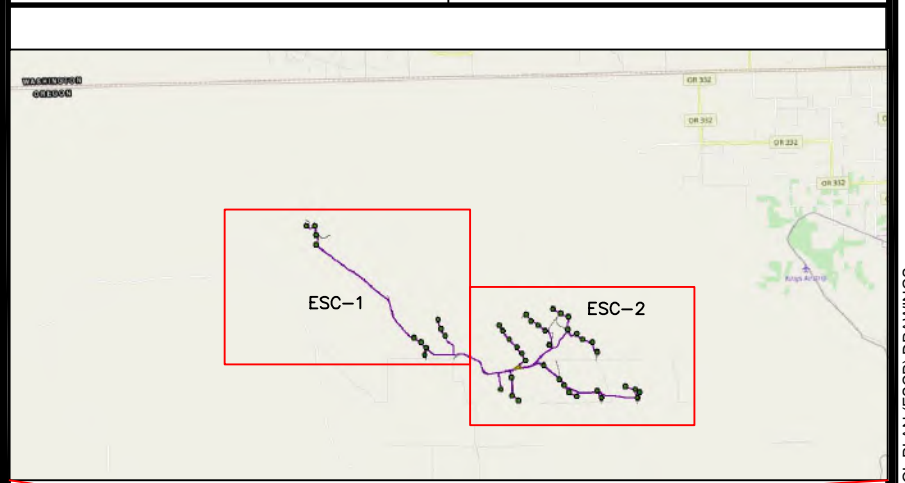 WASHINGTON
OREGON
OR 332
OR 332
OR 332
OR 332
ESC-1
ESC-2